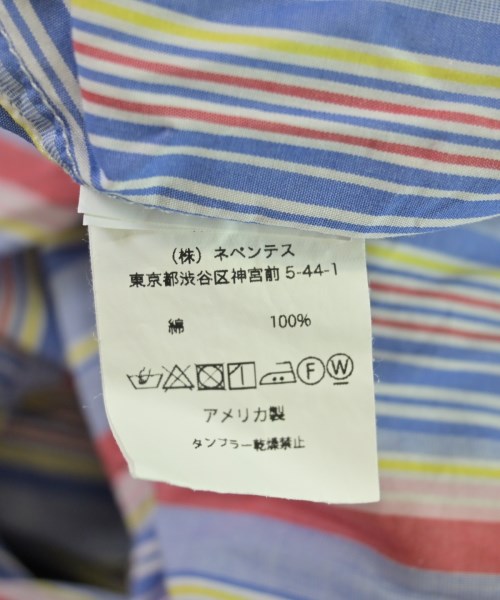 （株）ネペンテス
東京都渋谷区神宮前 5-44-1
綿 100%
F W
アメリカ製
タンブラー乾燥禁止